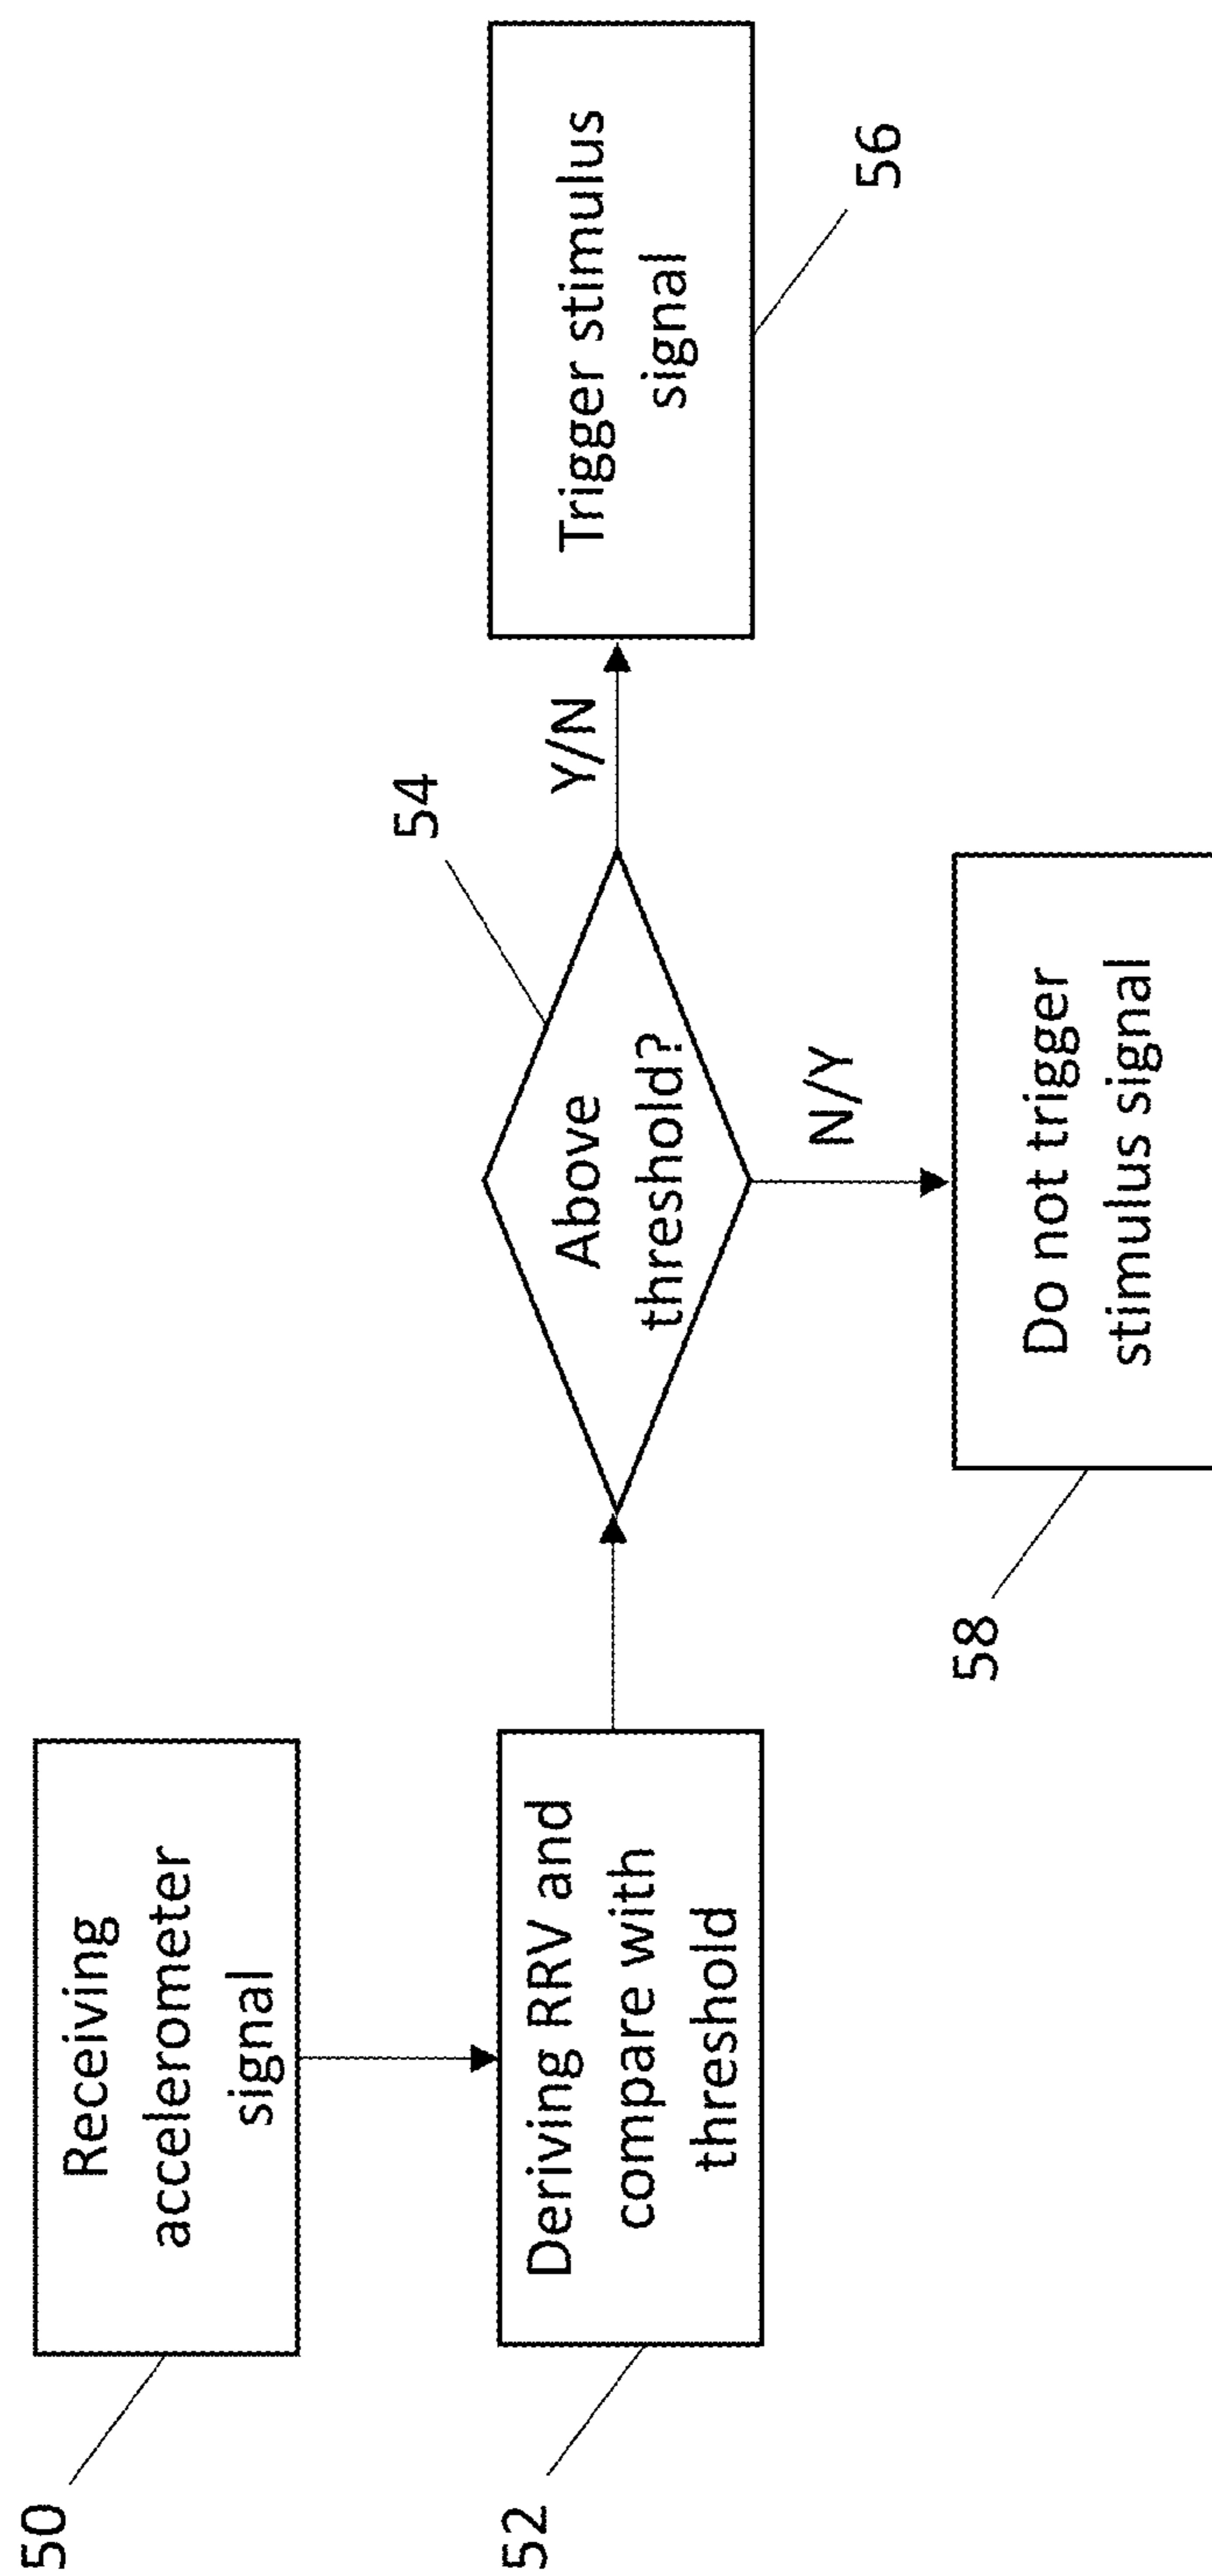 50
Receiving
accelerometer
signal
52
Deriving RRV and
compare with
threshold
54
Above
threshold?
Y/N
56
Trigger stimulus
signal
N/Y
58
Do not trigger
stimulus signal